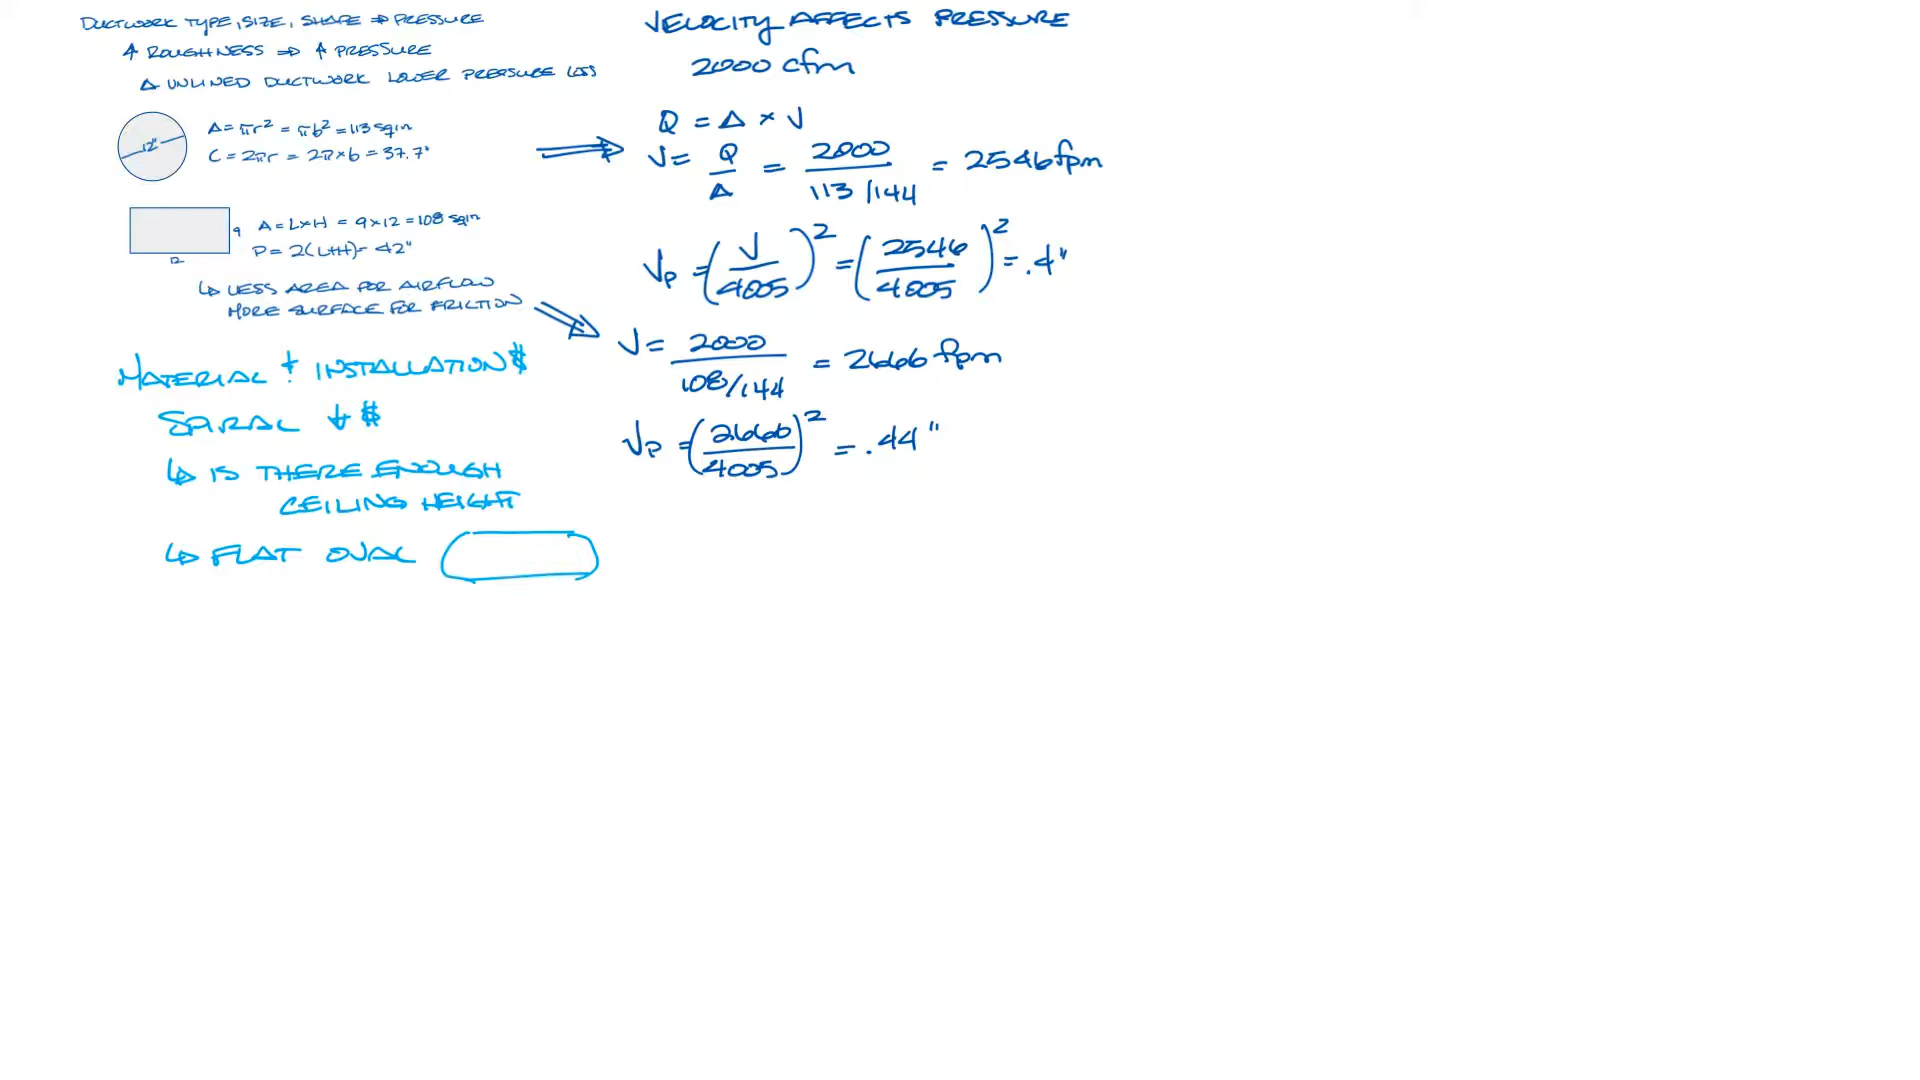 DUCTWORK TYPE, SIZE, SHAPE ⇒ PRESSURE
↑ ROUGHNESS ⇒ ↑ PRESSURE
Δ UNLINED DUCTWORK LOWER PRESSURE LOSS
12"
A = πr² = π6² = 113 sqin
C = 2πr = 2π×6 = 37.7"
9
12
A = L×H = 9×12 = 108 sqin
P = 2(L+H) = 42"
↳ LESS AREA FOR AIRFLOW
MORE SURFACE FOR FRICTION
MATERIAL + INSTALLATION $
SPIRAL ↓ $
↳ IS THERE ENOUGH
CEILING HEIGHT
↳ FLAT OVAL
VELOCITY AFFECTS PRESSURE
2000 cfm
Q = A × V
V = Q/A = 2000/(113/144) = 2546 fpm
Vp = (V/4005)² = (2546/4005)² = .4"
V = 2000/(108/144) = 2666 fpm
Vp = (2666/4005)² = .44"